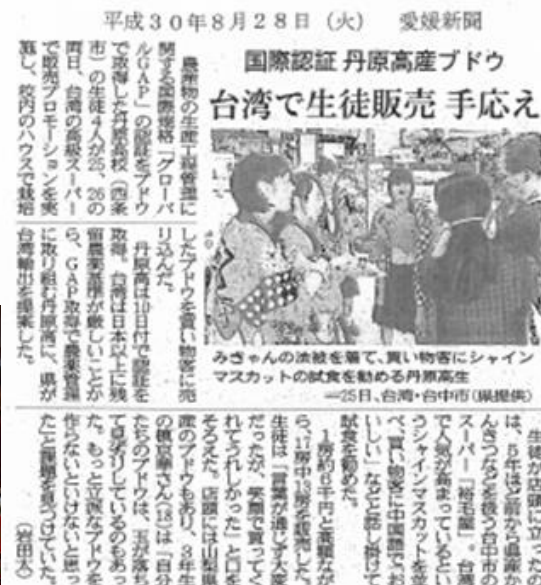 平成30年8月28日(火) 愛媛新聞
国際認証 丹原高産ブドウ
台湾で生徒販売 手応え
農産物の生産工程管理に
関する国際規格「グローバ
ルGAP」の認証をブドウ
で取得した丹原高校(西条
市)の生徒4人が25、26の
両日、台湾の高級スーパー
で販売プロモーションを実
施し、校内のハウスで栽培
したブドウを買い物客に売
り込んだ。
丹原高は10日付で認証を
取得。台湾は日本以上に残
留農薬基準が厳しいことか
ら、GAP取得で農薬管理
に取り組む丹原高に、県が
台湾輸出を提案した。
みきゃんの法被を着て、買い物客にシャイン
マスカットの試食を勧める丹原高生
=25日、台湾・台中市(県提供)
生徒が店頭に立ったの
は、5年ほど前から県産か
んきつなどを扱う台中市の
スーパー「裕毛屋」。台湾
で人気が高まっているとい
うシャインマスカットを並
べ、買い物客に中国語で「お
いしい」などと話し掛けて
試食を勧めた。
1房約6千円と高額なが
ら、17房中13房を販売した。
生徒は「言葉が通じず大変
だったが、笑顔で買ってく
れてうれしかった」と口を
そろえた。店頭には山梨県
産のブドウもあり、3年生
の京華さん(18)は「自分
たちのブドウは、玉が落ち
て見劣りしているのもあっ
た。もっと立派なブドウを
作らないといけないと思っ
た」と課題を見つけていた。
(岩田太)